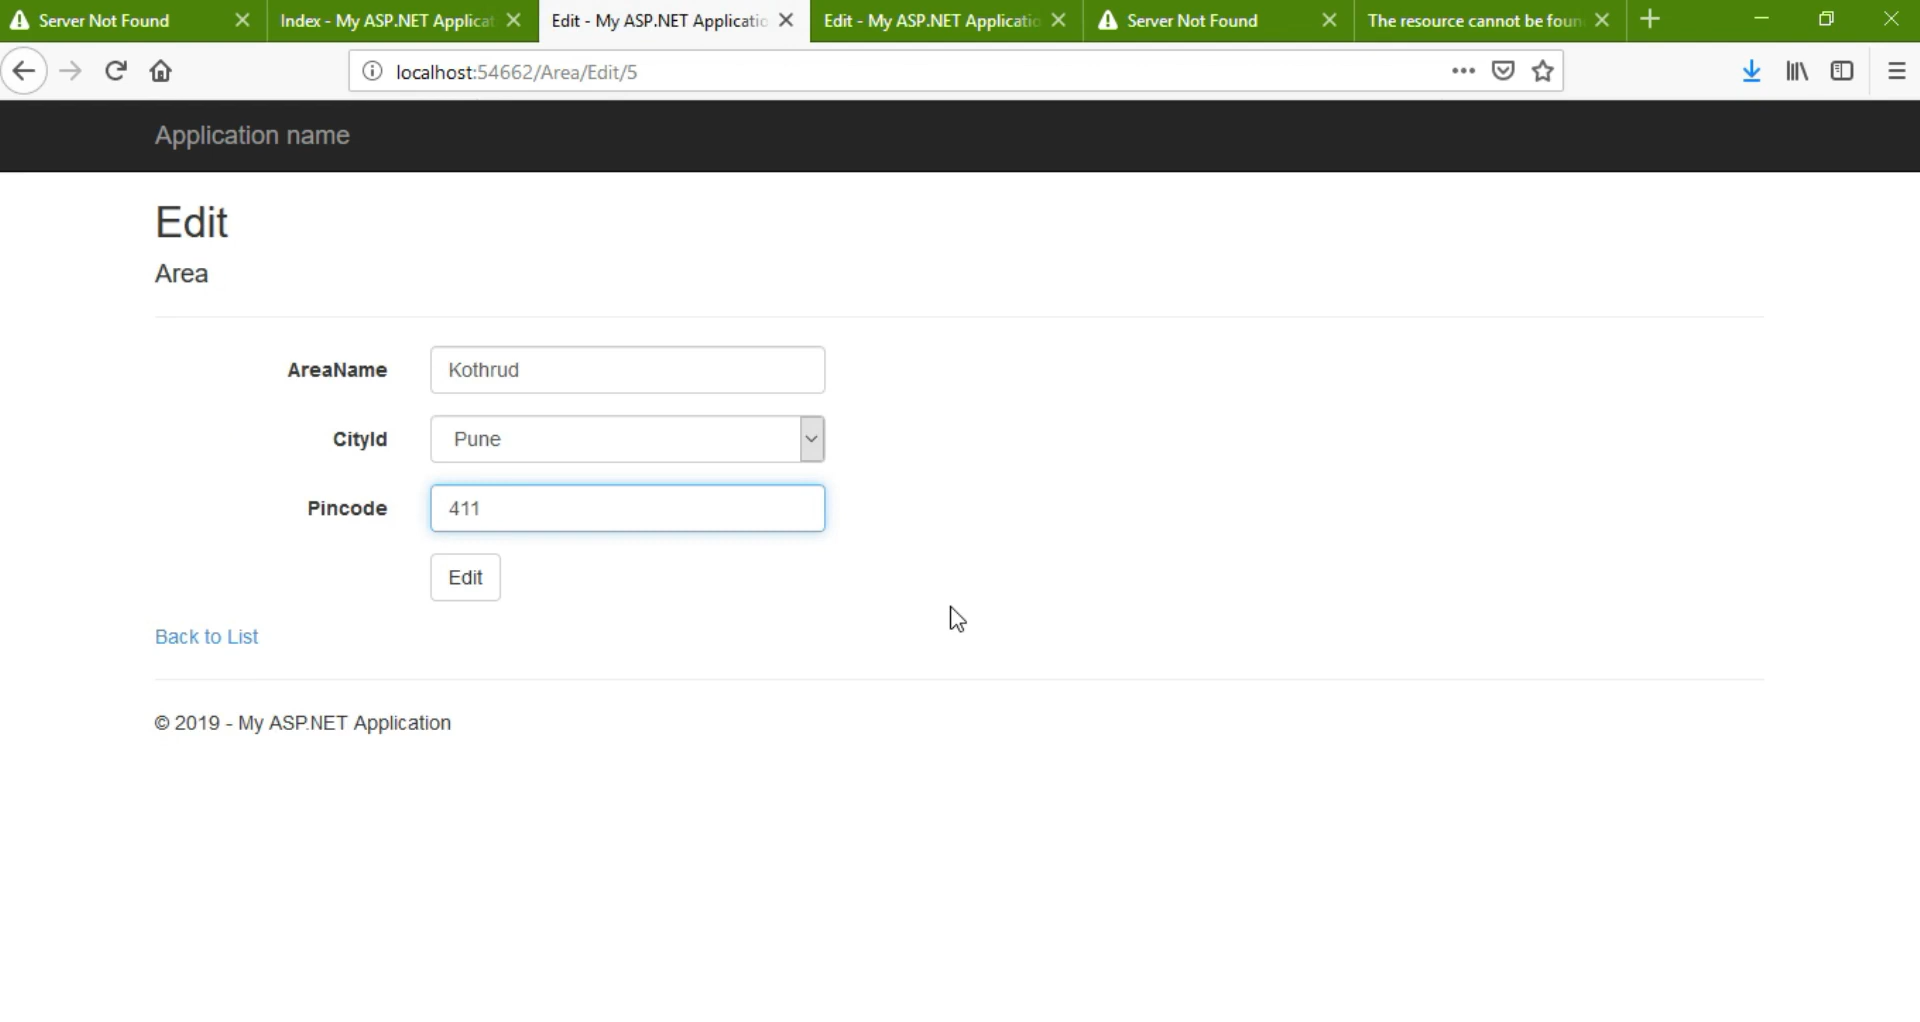 Server Not Found
Index - My ASP.NET Applicat
Edit - My ASP.NET Applicatio
Edit - My ASP.NET Applicatio
Server Not Found
The resource cannot be foun
localhost:54662/Area/Edit/5
Application name
Edit
Area
AreaName
Kothrud
CityId
Pune
Pincode
411
Edit
Back to List
© 2019 - My ASP.NET Application